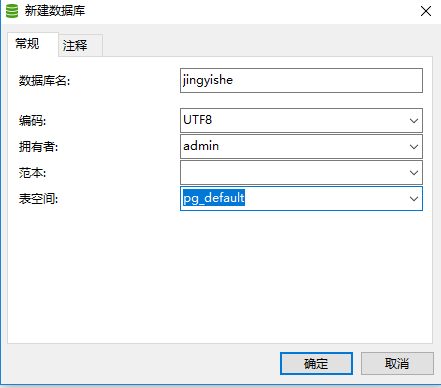 新建数据库
常规 注释
数据库名: jingyishe
编码: UTF8
拥有者: admin
范本:
表空间: pg_default
确定 取消